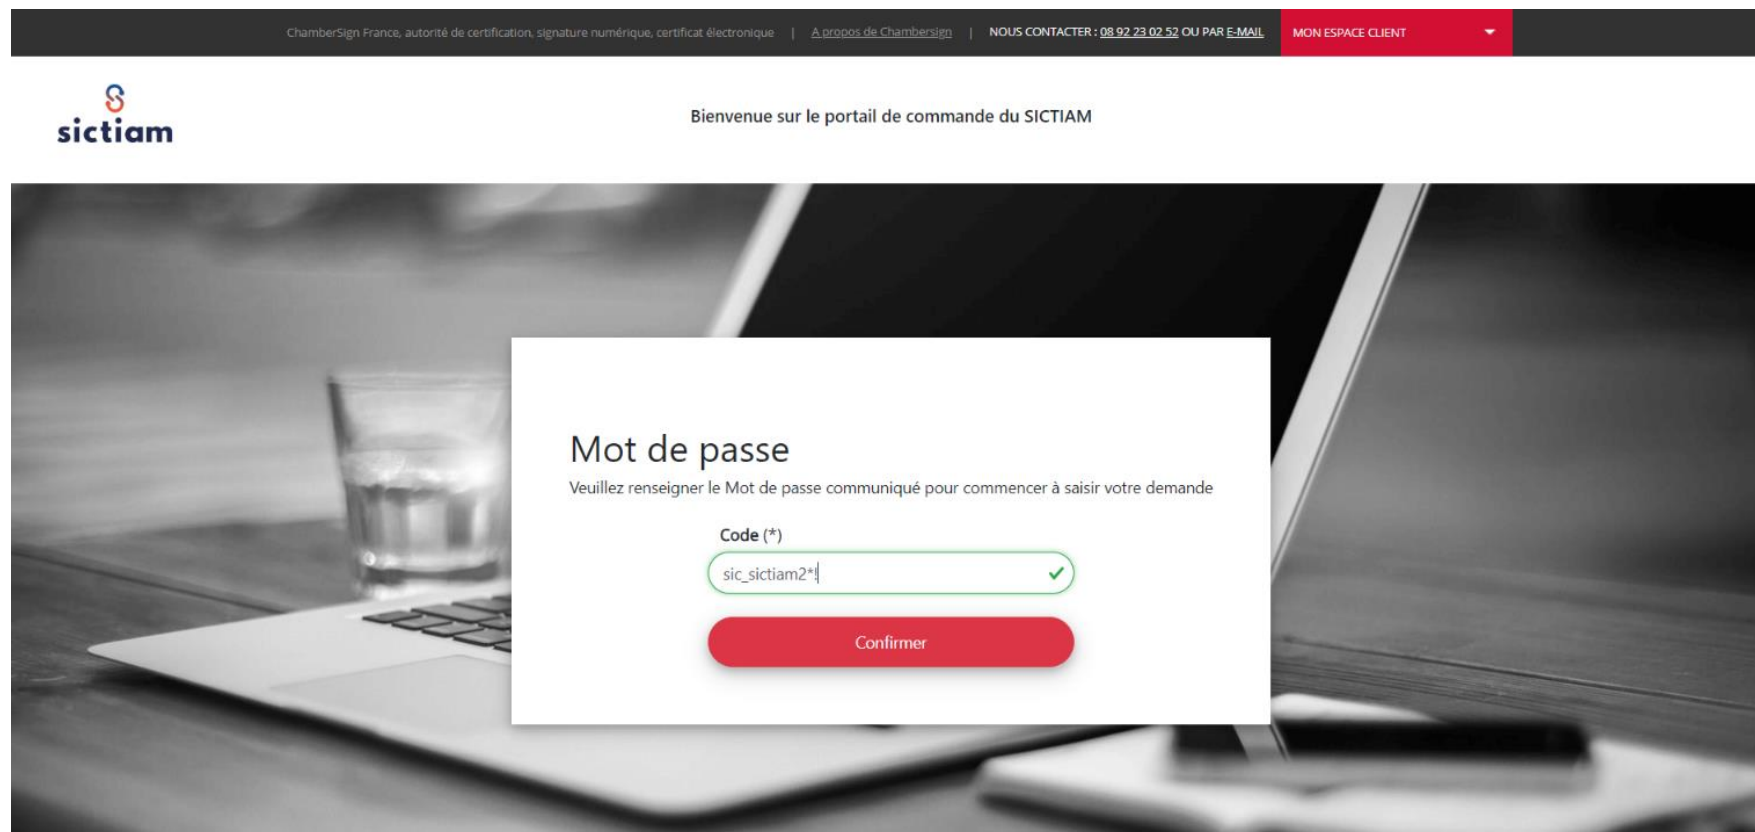 ChamberSign France, autorité de certification, signature numérique, certificat électronique | A propos de Chambersign | NOUS CONTACTER : 08 92 23 02 52 OU PAR E-MAIL MON ESPACE CLIENT
sictiam
Bienvenue sur le portail de commande du SICTIAM
Mot de passe
Veuillez renseigner le Mot de passe communiqué pour commencer à saisir votre demande
Code (*)
sic_sictiam2*!
Confirmer